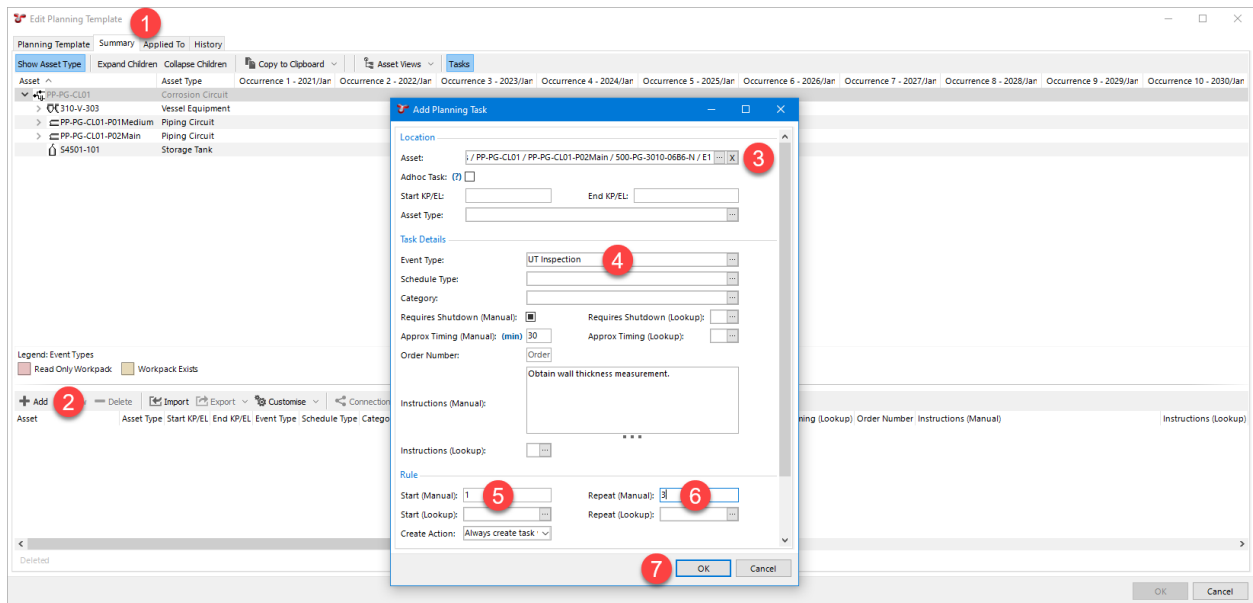 Edit Planning Template
1
Planning Template Summary Applied To History
Show Asset Type Expand Children Collapse Children Copy to Clipboard Asset Views Tasks
Asset Asset Type Occurrence 1 - 2021/Jan Occurrence 2 - 2022/Jan Occurrence 3 - 2023/Jan Occurrence 4 - 2024/Jan Occurrence 5 - 2025/Jan Occurrence 6 - 2026/Jan Occurrence 7 - 2027/Jan Occurrence 8 - 2028/Jan Occurrence 9 - 2029/Jan Occurrence 10 - 2030/Jan
PP-PG-CL01 Corrosion Circuit
310-V-303 Vessel Equipment
PP-PG-CL01-P01Medium Piping Circuit
PP-PG-CL01-P02Main Piping Circuit
S4501-101 Storage Tank
Legend: Event Types
Read Only Workpack Workpack Exists
Add 2 Delete Import Export Customise Connection
Asset Asset Type Start KP/EL End KP/EL Event Type Schedule Type Catego
ning (Lookup) Order Number Instructions (Manual) Instructions (Lookup)
Deleted
Add Planning Task
Location
Asset: ; / PP-PG-CL01 / PP-PG-CL01-P02Main / 500-PG-3010-06B6-N / E1 ... x 3
Adhoc Task: (?)
Start KP/EL: End KP/EL:
Asset Type: ...
Task Details
Event Type: UT Inspection 4 ...
Schedule Type: ...
Category: ...
Requires Shutdown (Manual): Requires Shutdown (Lookup): ...
Approx Timing (Manual): (min) 30 Approx Timing (Lookup): ...
Order Number: Order
Instructions (Manual): Obtain wall thickness measurement.
Instructions (Lookup): ...
Rule
Start (Manual): 1 5 Repeat (Manual): 3 6
Start (Lookup): ... Repeat (Lookup): ...
Create Action: Always create task
7 OK Cancel
OK Cancel